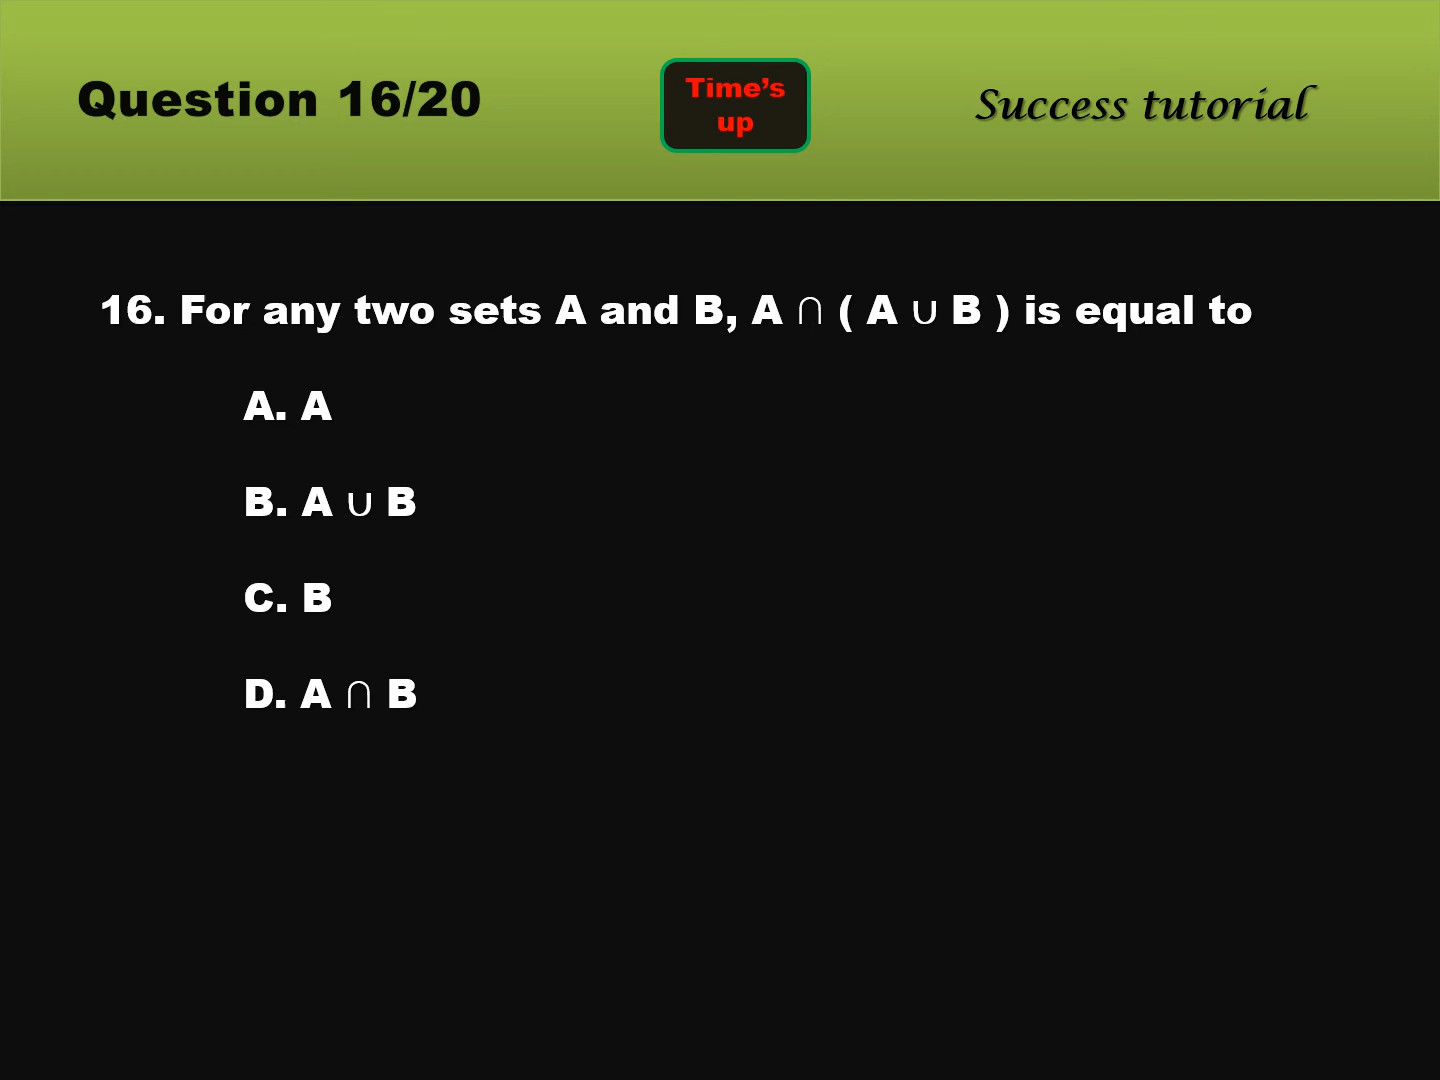 Question 16/20
Time’s
up
Success tutorial
16. For any two sets A and B, A ∩ ( A ∪ B ) is equal to
A. A
B. A ∪ B
C. B
D. A ∩ B